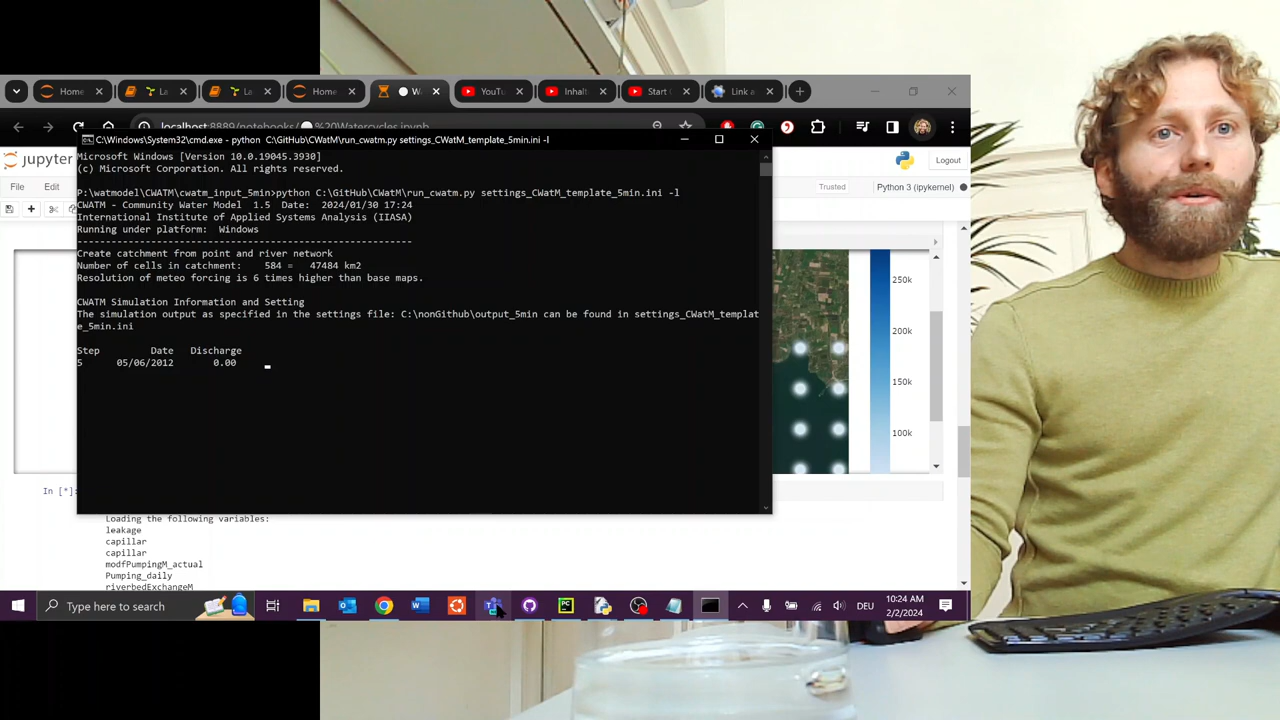 Home
La
La
Home
W
YouTu
Inhalt
Start
Link a
localhost:8889/notebooks/ %20Watercycles.ipynb
C:\Windows\System32\cmd.exe - python C:\GitHub\CWatM\run_cwatm.py settings_CWatM_template_5min.ini -l
jupyter
Logout
File
Edit
Trusted
Python 3 (ipykernel)
Microsoft Windows [Version 10.0.19045.3930]
(c) Microsoft Corporation. All rights reserved.
P:\watmodel\CWATM\cwatm_input_5min>python C:\GitHub\CWatM\run_cwatm.py settings_CWatM_template_5min.ini -l
CWATM - Community Water Model 1.5 Date: 2024/01/30 17:24
International Institute of Applied Systems Analysis (IIASA)
Running under platform: Windows
-----------------------------------------------------------
Create catchment from point and river network
Number of cells in catchment: 584 = 47484 km2
Resolution of meteo forcing is 6 times higher than base maps.
CWATM Simulation Information and Setting
The simulation output as specified in the settings file: C:\nonGithub\output_5min can be found in settings_CWatM_templat
e_5min.ini
Step Date Discharge
5 05/06/2012 0.00
250k
200k
150k
100k
In [*]:
Loading the following variables:
leakage
capillar
capillar
modfPumpingM_actual
Pumping_daily
riverbedExchangeM
Type here to search
DEU
10:24 AM
2/2/2024